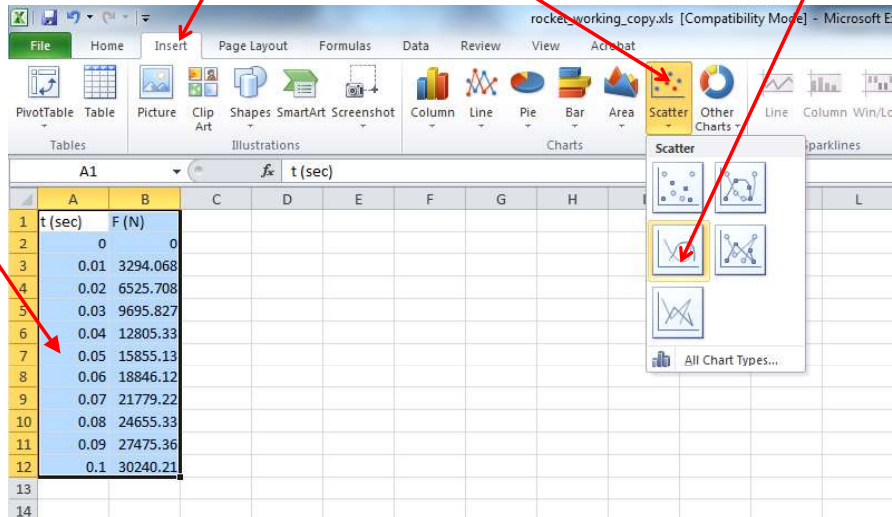 rocket_working_copy.xls [Compatibility Mode] - Microsoft E
File Home Insert Page Layout Formulas Data Review View Acrobat
PivotTable Table Picture Clip Art Shapes SmartArt Screenshot Column Line Pie Bar Area Scatter Other Charts Line Column Win/Lo
Tables Illustrations Charts Sparklines
Scatter
A1 fx t (sec)
A B C D E F G H I L
1 t (sec) F (N)
2 0 0
3 0.01 3294.068
4 0.02 6525.708
5 0.03 9695.827
6 0.04 12805.33
7 0.05 15855.13
8 0.06 18846.12
9 0.07 21779.22
10 0.08 24655.33
11 0.09 27475.36
12 0.1 30240.21
13
14
All Chart Types...